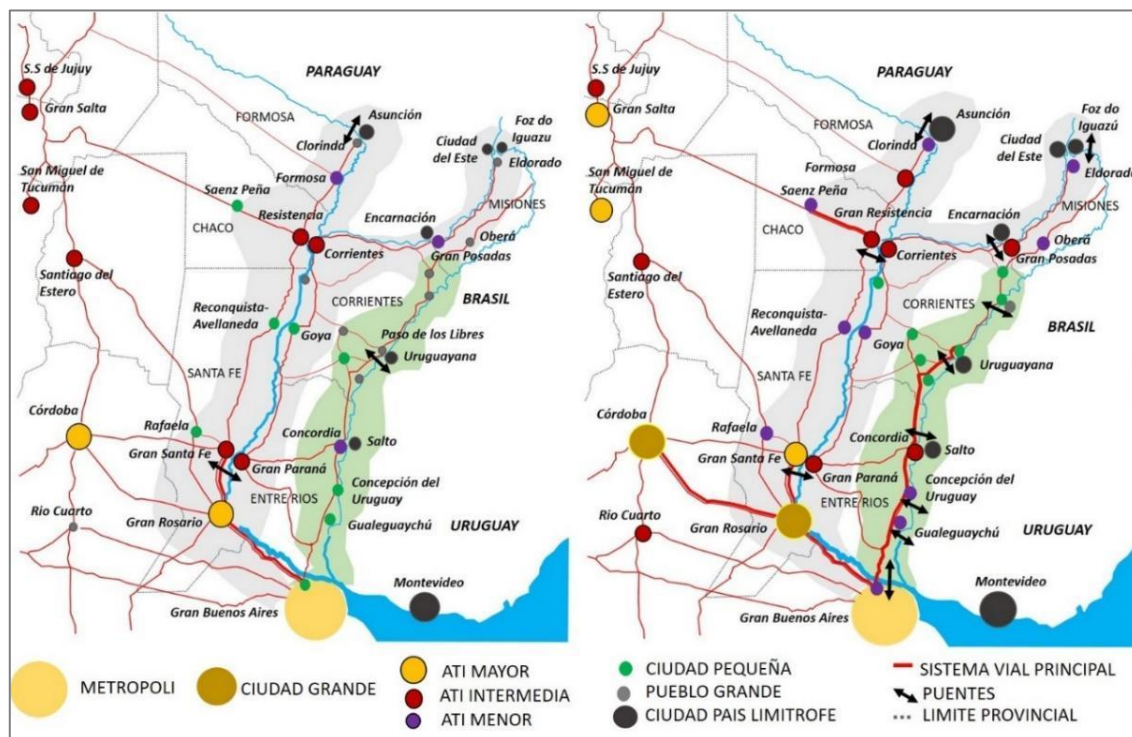 PARAGUAY
S.S de Jujuy
Gran Salta
Asunción
FORMOSA
Foz do
Iguazu
Clorinda
Ciudad
del Este
San Miguel de
Tucumán
Formosa
Eldorado
Saenz Peña
MISIONES
Resistencia
Encarnación
CHACO
Oberá
Corrientes
Gran Posadas
Santiago del
Estero
BRASIL
CORRIENTES
Reconquista-
Avellaneda
Paso de los Libres
Goya
Uruguayana
SANTA FE
Córdoba
Rafaela
Concordia
Salto
Gran Santa Fe
Gran Paraná
Concepción del
Uruguay
ENTRE RIOS
Rio Cuarto
Gran Rosario
Gualeguaychú
URUGUAY
Montevideo
Gran Buenos Aires
PARAGUAY
S.S de Jujuy
Gran Salta
Asunción
FORMOSA
Foz do
Iguazú
Ciudad
del Este
Clorinda
San Miguel de
Tucumán
Formosa
Eldorado
Saenz Peña
MISIONES
Gran Resistencia
Encarnación
CHACO
Oberá
Corrientes
Gran Posadas
Santiago del
Estero
CORRIENTES
BRASIL
Reconquista-
Avellaneda
Goya
Uruguayana
SANTA FE
Córdoba
Rafaela
Concordia
Salto
Gran Santa Fe
Gran Paraná
Concepción del
Uruguay
ENTRE RIOS
Rio Cuarto
Gran Rosario
Gualeguaychú
URUGUAY
Montevideo
Gran Buenos Aires
METROPOLI
CIUDAD GRANDE
ATI MAYOR
ATI INTERMEDIA
ATI MENOR
CIUDAD PEQUEÑA
PUEBLO GRANDE
CIUDAD PAIS LIMITROFE
SISTEMA VIAL PRINCIPAL
PUENTES
LIMITE PROVINCIAL